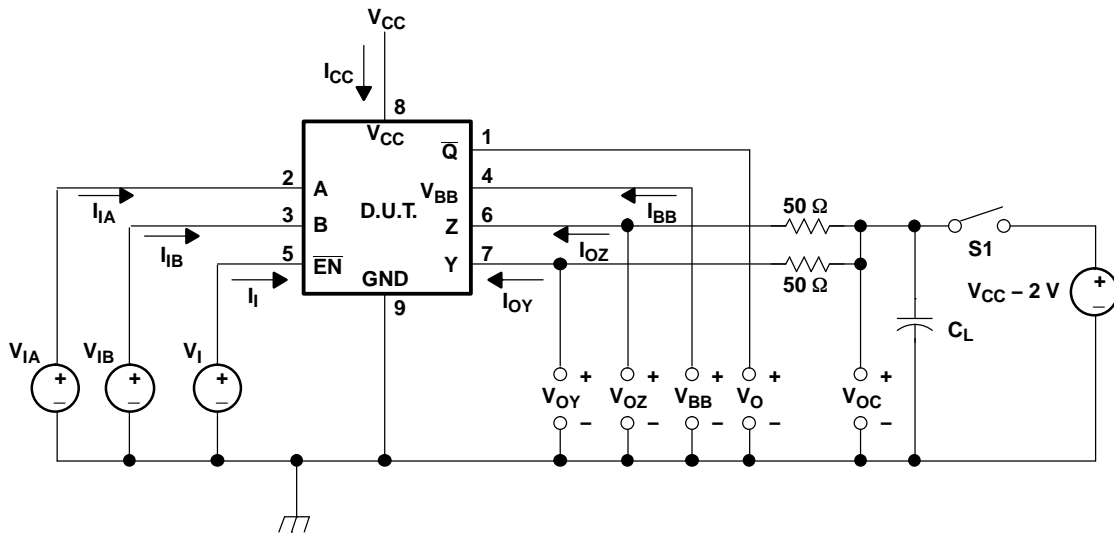 VCC
ICC
8
VCC
Q̅ 1
2 A
VBB 4
IIA
D.U.T.
IBB
50 Ω
3 B
Z 6
IIB
IOZ
S1
5 E̅N̅
Y 7
50 Ω
II
GND
IOY
VCC – 2 V
+
–
9
CL
VIA
VIB
VI
+
–
+
–
+
–
+
+
+
+
+
VOY
VOZ
VBB
VO
VOC
–
–
–
–
–